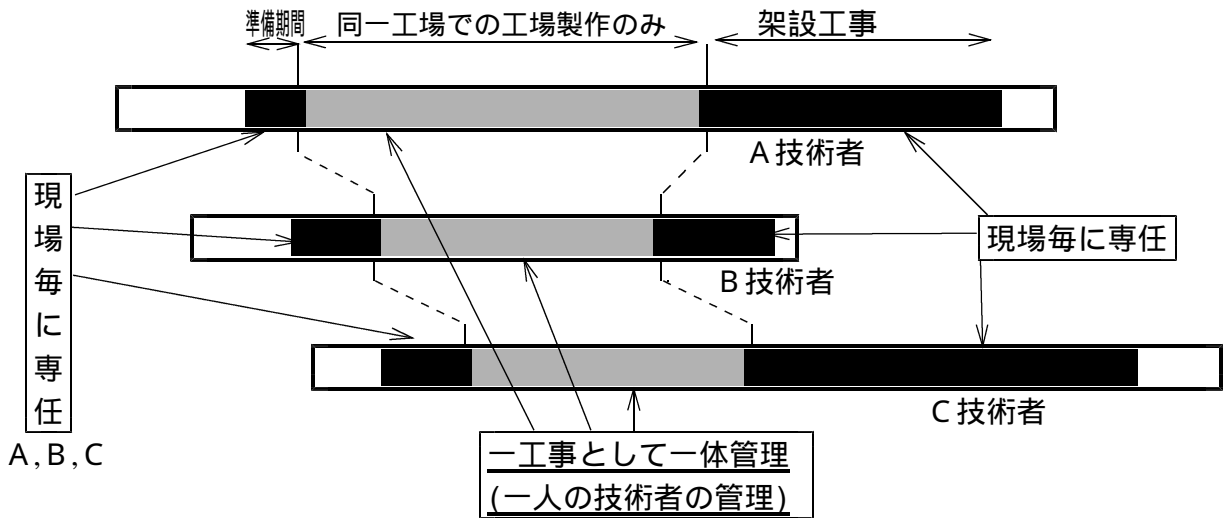 準備期間
同一工場での工場製作のみ
架設工事
A技術者
現場毎に専任
現場毎に専任
B技術者
C技術者
A,B,C
一工事として一体管理
(一人の技術者の管理)